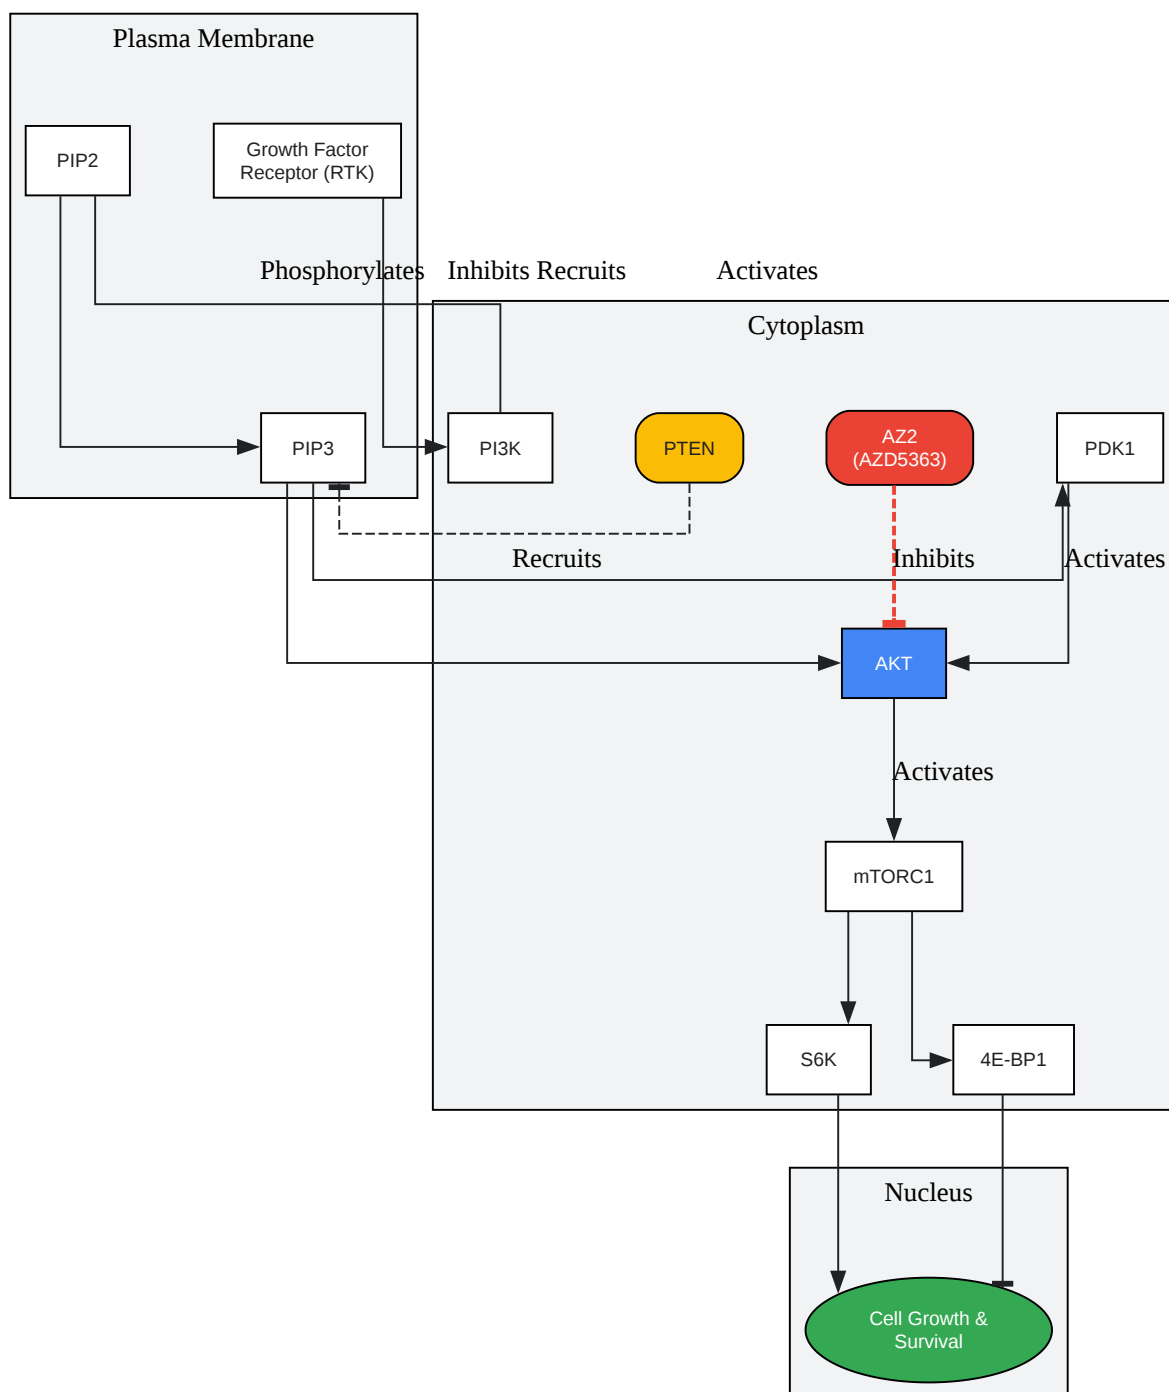 Plasma Membrane
PIP2
Growth Factor
Receptor (RTK)
Phosphorylates
Inhibits
Recruits
Activates
Cytoplasm
PIP3
PI3K
PTEN
AZ2
(AZD5363)
PDK1
Recruits
Inhibits
Activates
AKT
Activates
mTORC1
S6K
4E-BP1
Nucleus
Cell Growth &
Survival